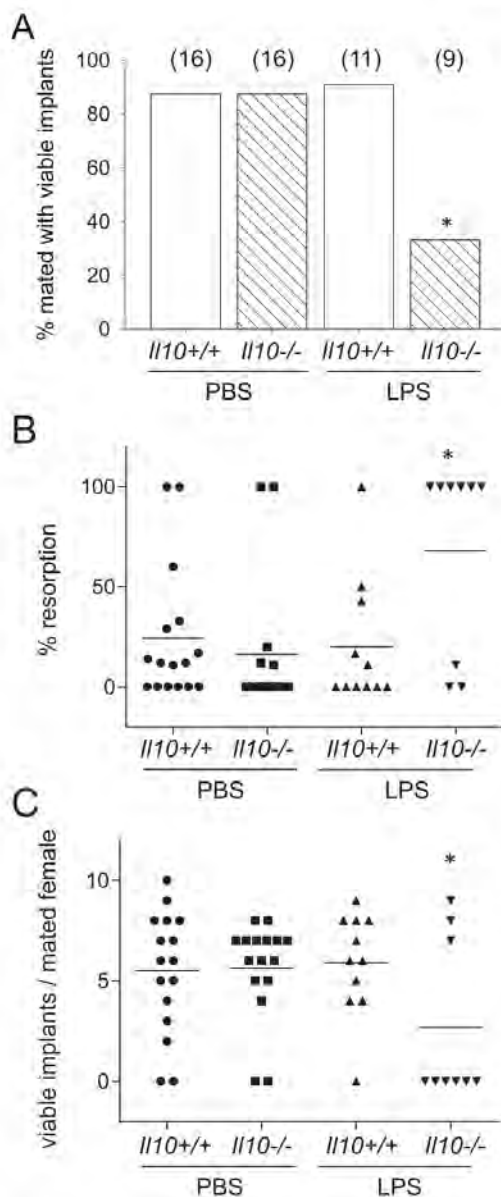 A
(16) (16) (11) (9)
100
80
60
40
20
0
% mated with viable implants
*
Il10+/+ Il10-/- Il10+/+ Il10-/-
PBS LPS
B
*
100
50
0
% resorption
Il10+/+ Il10-/- Il10+/+ Il10-/-
PBS LPS
C
*
10
5
0
viable implants / mated female
Il10+/+ Il10-/- Il10+/+ Il10-/-
PBS LPS